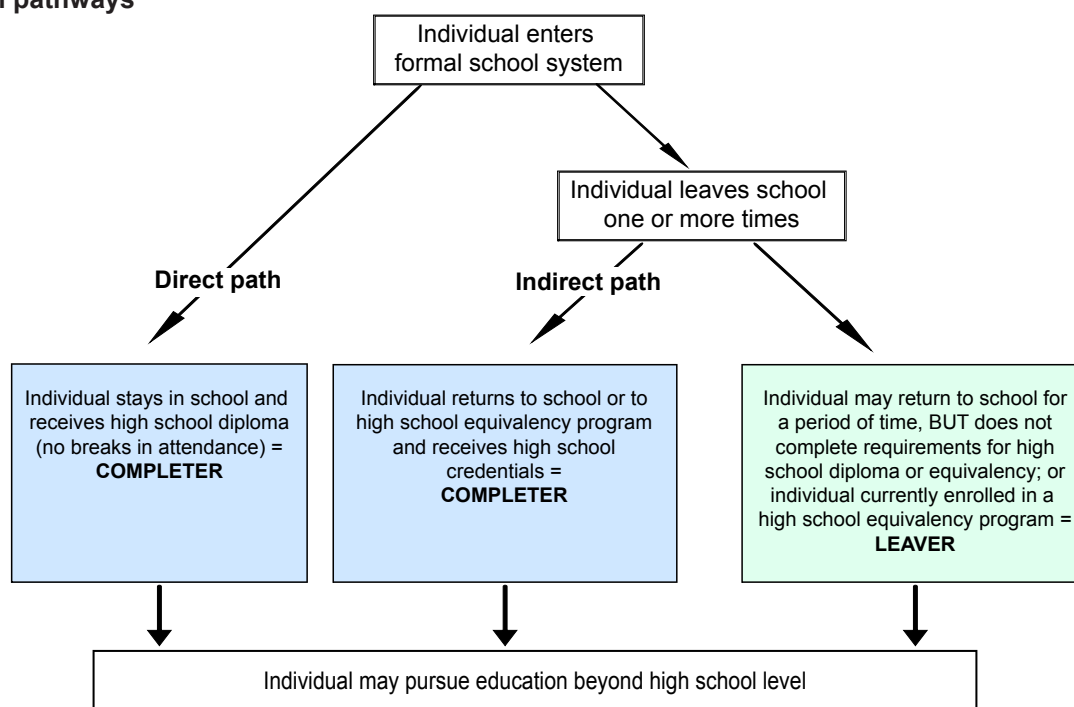 pathways
Individual enters
formal school system
Individual leaves school
one or more times
Direct path
Indirect path
Individual stays in school and
receives high school diploma
(no breaks in attendance) =
COMPLETER
Individual returns to school or to
high school equivalency program
and receives high school
credentials =
COMPLETER
Individual may return to school for
a period of time, BUT does not
complete requirements for high
school diploma or equivalency; or
individual currently enrolled in a
high school equivalency program =
LEAVER
Individual may pursue education beyond high school level